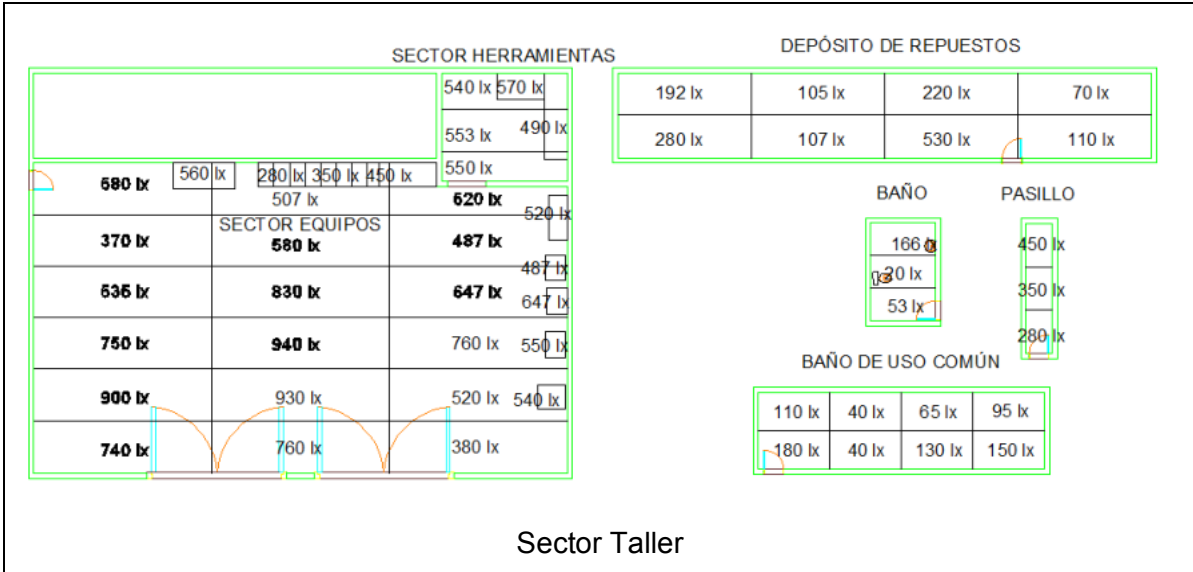 SECTOR HERRAMIENTAS
540 lx 570 lx
553 lx 490 lx
550 lx
680 lx 560 lx 280 lx 350 lx 450 lx
507 lx 620 lx 520 lx
SECTOR EQUIPOS
370 lx 580 lx 487 lx
487 lx
635 lx 830 lx 647 lx 647 lx
750 lx 940 lx 760 lx 550 lx
900 lx 930 lx 520 lx 540 lx
740 lx 760 lx 380 lx
DEPÓSITO DE REPUESTOS
192 lx 105 lx 220 lx 70 lx
280 lx 107 lx 530 lx 110 lx
BAÑO
166 lx
20 lx
53 lx
PASILLO
450 lx
350 lx
280 lx
BAÑO DE USO COMÚN
110 lx 40 lx 65 lx 95 lx
180 lx 40 lx 130 lx 150 lx
Sector Taller